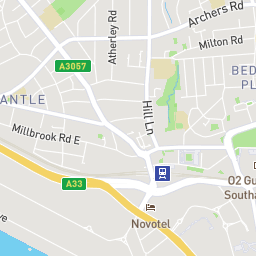 Archers Rd
Atherley Rd
Milton Rd
A3057
BED
PL
Hill Ln
ANTLE
Millbrook Rd E
A33
O2 Gu
Southa
Novotel
ve